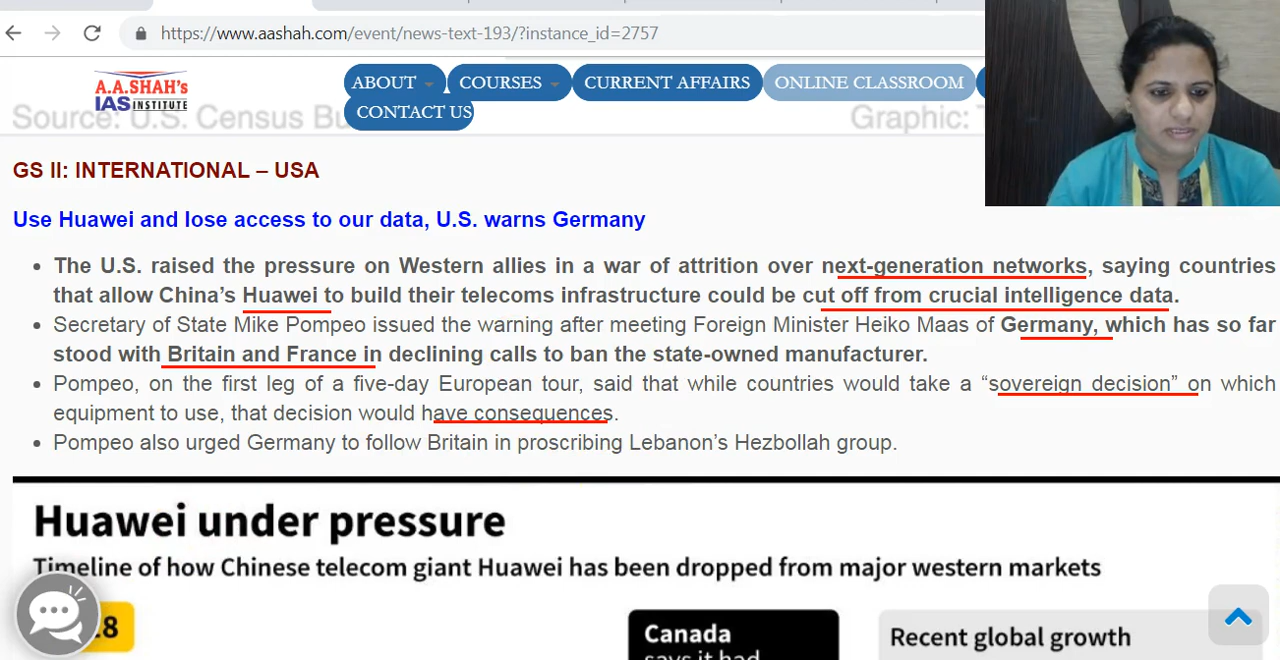 https://www.aashah.com/event/news-text-193/?instance_id=2757
A.A.SHAH's
IAS INSTITUTE
ABOUT
COURSES
CURRENT AFFAIRS
ONLINE CLASSROOM
CONTACT US
Source: U.S. Census Bu
Graphic:
GS II: INTERNATIONAL – USA
Use Huawei and lose access to our data, U.S. warns Germany
The U.S. raised the pressure on Western allies in a war of attrition over next-generation networks, saying countries
that allow China’s Huawei to build their telecoms infrastructure could be cut off from crucial intelligence data.
Secretary of State Mike Pompeo issued the warning after meeting Foreign Minister Heiko Maas of Germany, which has so far
stood with Britain and France in declining calls to ban the state-owned manufacturer.
Pompeo, on the first leg of a five-day European tour, said that while countries would take a “sovereign decision” on which
equipment to use, that decision would have consequences.
Pompeo also urged Germany to follow Britain in proscribing Lebanon’s Hezbollah group.
Huawei under pressure
Timeline of how Chinese telecom giant Huawei has been dropped from major western markets
8
Canada
says it had
Recent global growth